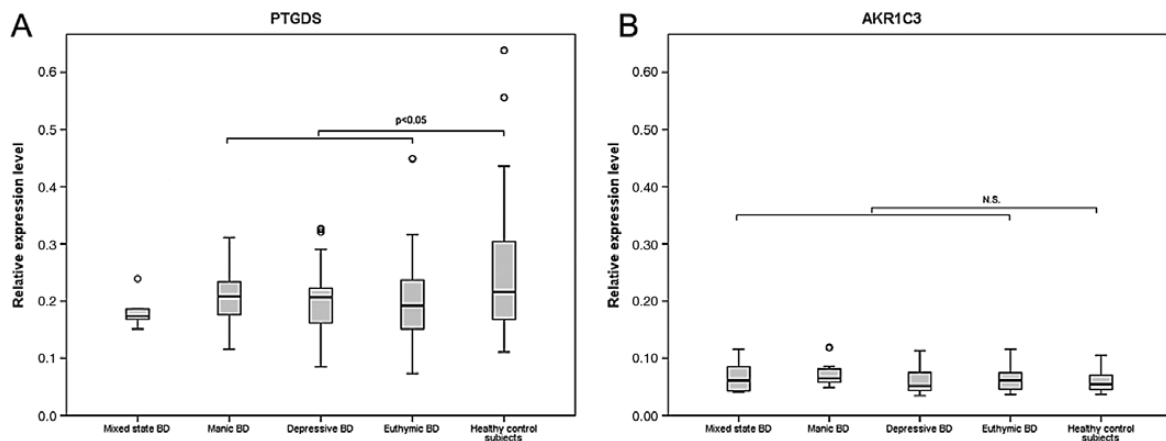 A
PTGDS
Relative expression level
0.6
0.5
0.4
0.3
0.2
0.1
0.0
p<0.05
Mixed state BD
Manic BD
Depressive BD
Euthymic BD
Healthy control
subjects
B
AKR1C3
Relative expression level
0.60
0.50
0.40
0.30
0.20
0.10
0.00
N.S.
Mixed state BD
Manic BD
Depressive BD
Euthymic BD
Healthy control
subjects